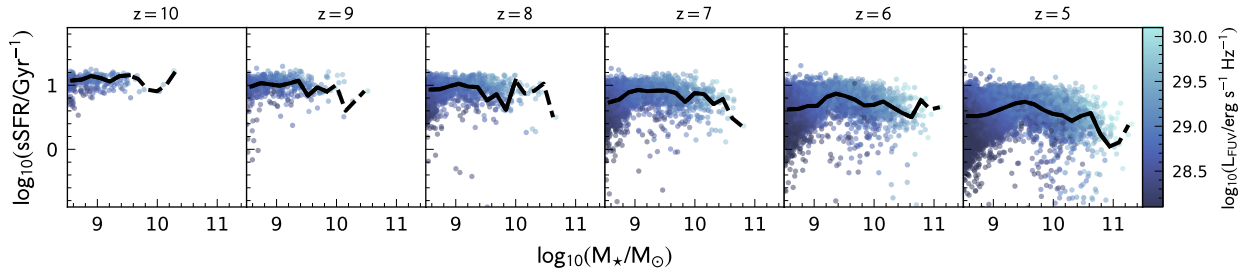 z = 10 z = 9 z = 8 z = 7 z = 6 z = 5
log₁₀(sSFR/Gyr⁻¹)
1
0
9 10 11 9 10 11 9 10 11 9 10 11 9 10 11 9 10 11
log₁₀(M⋆/M⊙)
30.0
29.5
29.0
28.5
log₁₀(L_FUV/erg s⁻¹ Hz⁻¹)